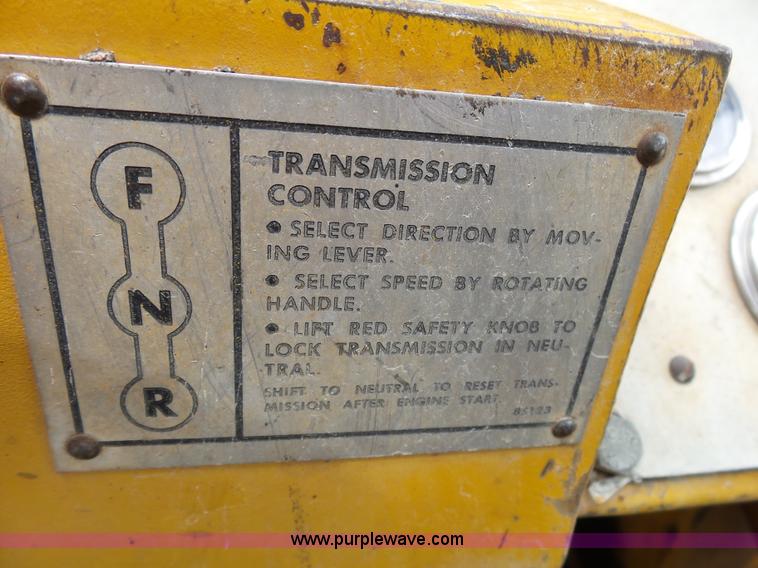 F
N
R
TRANSMISSION
CONTROL
• SELECT DIRECTION BY MOV-
ING LEVER.
• SELECT SPEED BY ROTATING
HANDLE.
• LIFT RED SAFETY KNOB TO
LOCK TRANSMISSION IN NEU-
TRAL.
SHIFT TO NEUTRAL TO RESET TRANS-
MISSION AFTER ENGINE START.
85123
www.purplewave.com